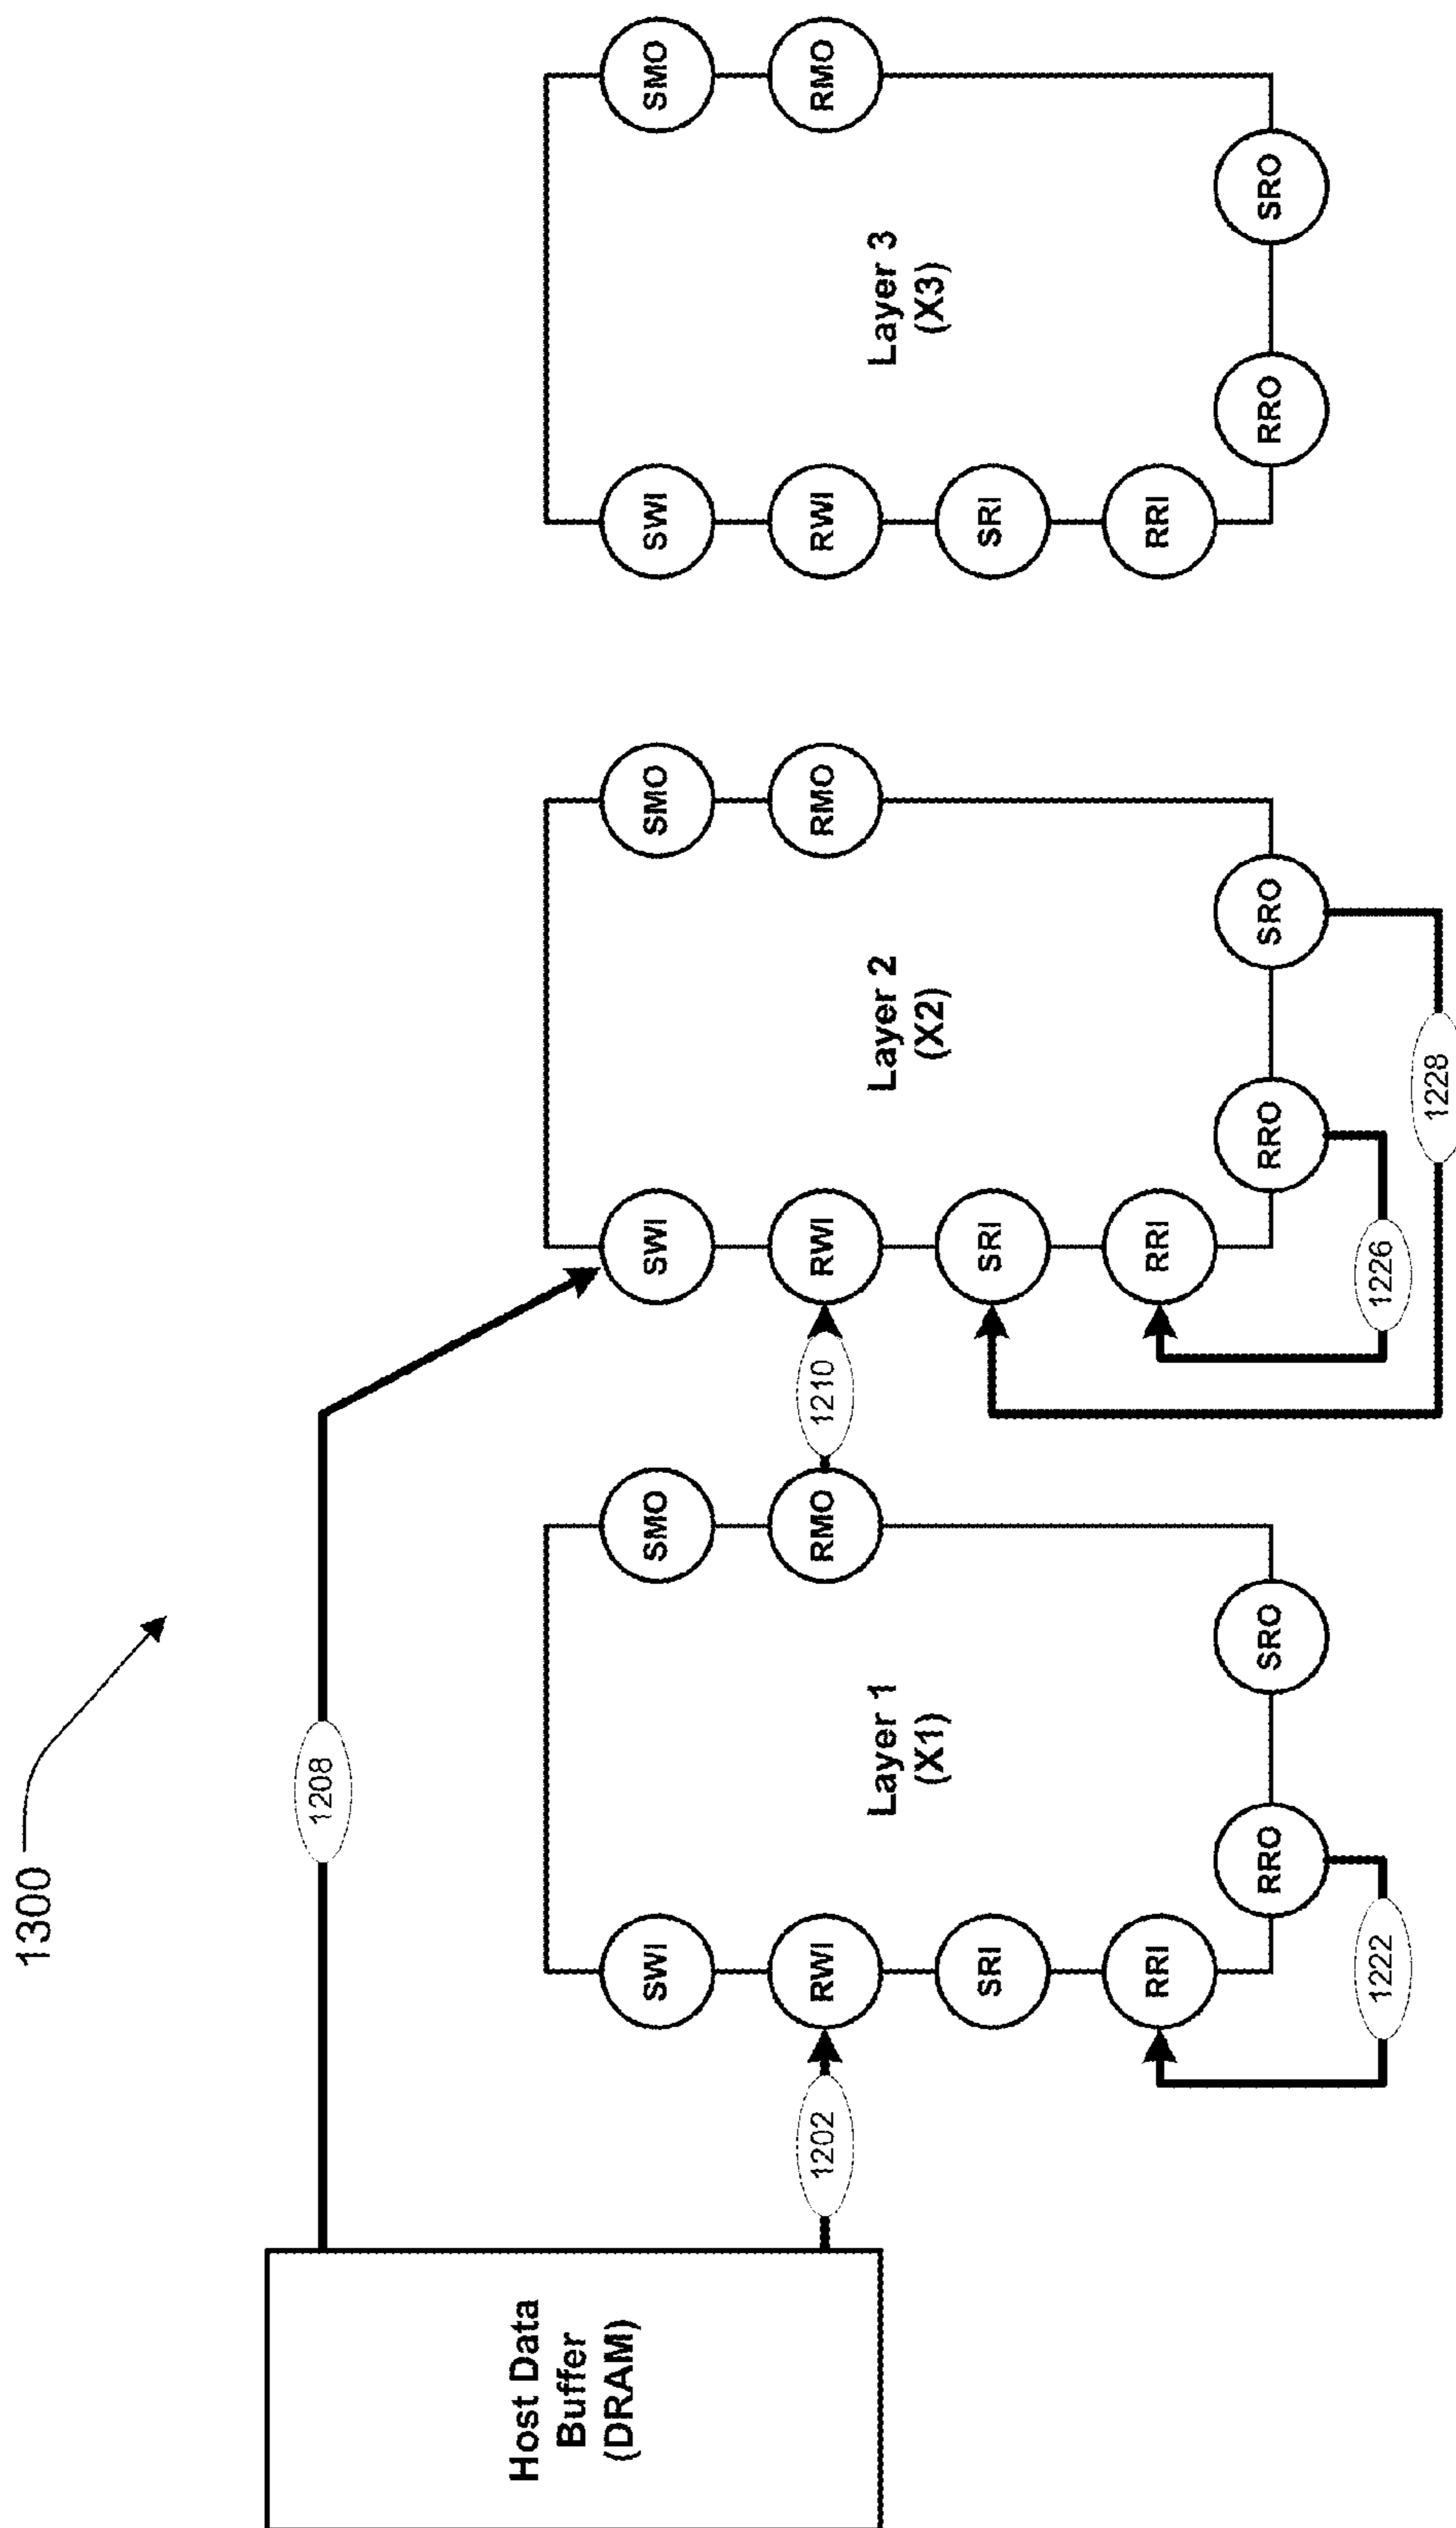 1300
Host Data
Buffer
(DRAM)
1208
1202
SWI
RWI
SRI
RRI
SMO
RMO
Layer 1
(X1)
RRO
SRO
1222
1210
SWI
RWI
SRI
RRI
SMO
RMO
Layer 2
(X2)
RRO
SRO
1226
1228
SWI
RWI
SRI
RRI
SMO
RMO
Layer 3
(X3)
RRO
SRO